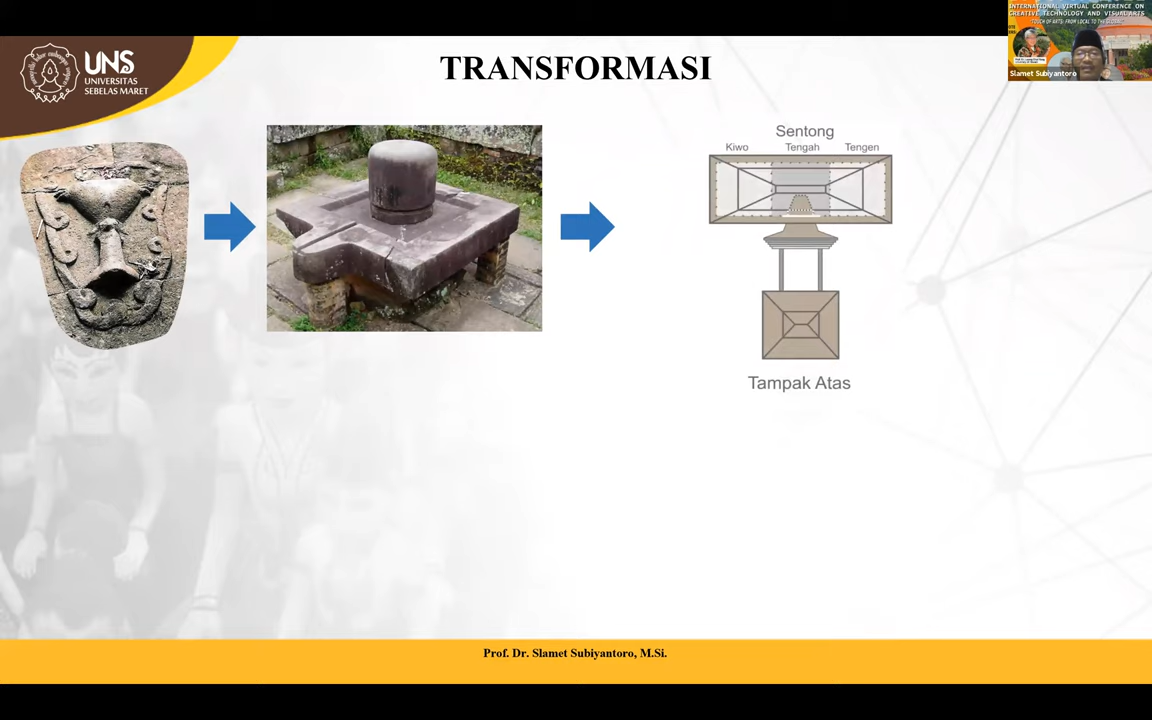 INTERNATIONAL VIRTUAL CONFERENCE ON
CREATIVE TECHNOLOGY AND VISUAL ARTS
"TOUCH OF ARTS: FROM LOCAL TO THE GLOBAL"
Slamet Subiyantoro
UNS
UNIVERSITAS
SEBELAS MARET
TRANSFORMASI
Sentong
Kiwo Tengah Tengen
Tampak Atas
Prof. Dr. Slamet Subiyantoro, M.Si.